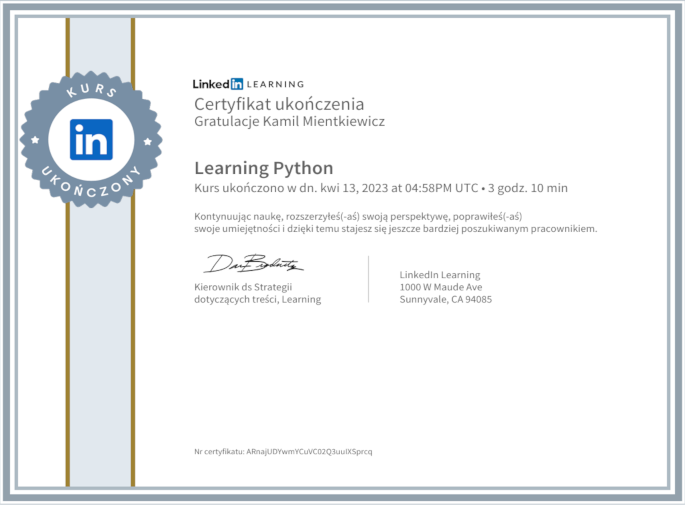 KURS
in
UKOŃCZONY
Linkedin LEARNING
Certyfikat ukończenia
Gratulacje Kamil Mientkiewicz
Learning Python
Kurs ukończono w dn. kwi 13, 2023 at 04:58PM UTC • 3 godz. 10 min
Kontynuując naukę, rozszerzyłeś(-aś) swoją perspektywę, poprawiłeś(-aś)
swoje umiejętności i dzięki temu stajesz się jeszcze bardziej poszukiwanym pracownikiem.
Kierownik ds Strategii
dotyczących treści, Learning
LinkedIn Learning
1000 W Maude Ave
Sunnyvale, CA 94085
Nr certyfikatu: ARnajUDYwmYCuVC02Q3uuIXSprcq